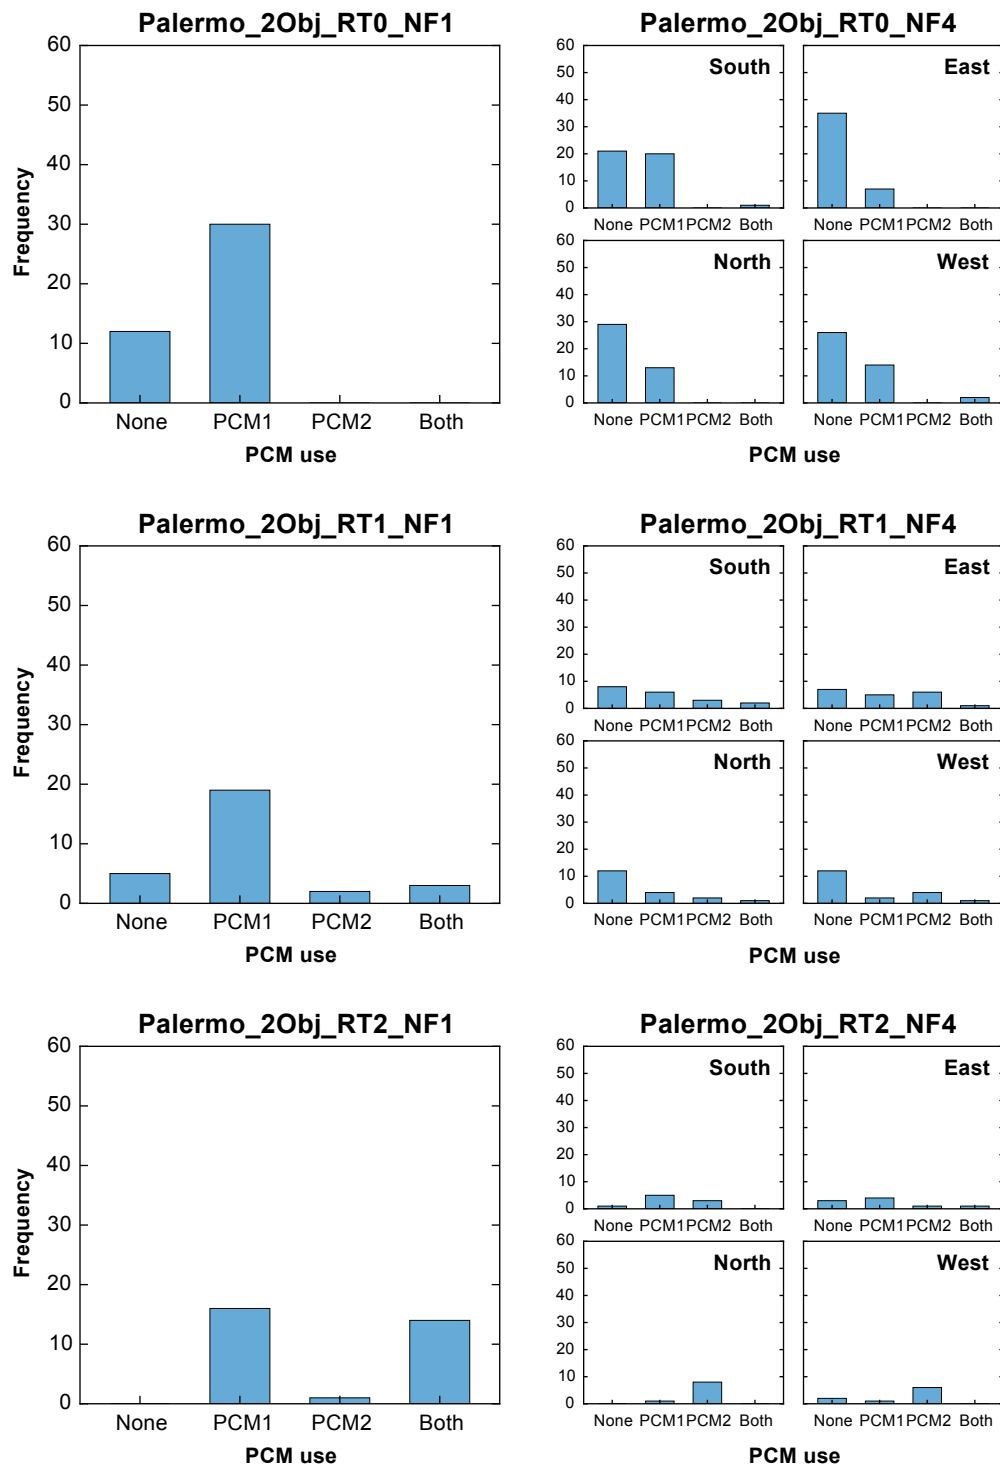 Palermo_2Obj_RT0_NF1
60
50
40
30
20
10
0
Frequency
None PCM1 PCM2 Both
PCM use
Palermo_2Obj_RT0_NF4
60
50
40
30
20
10
0
South
None PCM1 PCM2 Both
East
None PCM1 PCM2 Both
60
50
40
30
20
10
0
North
None PCM1 PCM2 Both
West
None PCM1 PCM2 Both
PCM use
Palermo_2Obj_RT1_NF1
60
50
40
30
20
10
0
Frequency
None PCM1 PCM2 Both
PCM use
Palermo_2Obj_RT1_NF4
60
50
40
30
20
10
0
South
None PCM1 PCM2 Both
East
None PCM1 PCM2 Both
60
50
40
30
20
10
0
North
None PCM1 PCM2 Both
West
None PCM1 PCM2 Both
PCM use
Palermo_2Obj_RT2_NF1
60
50
40
30
20
10
0
Frequency
None PCM1 PCM2 Both
PCM use
Palermo_2Obj_RT2_NF4
60
50
40
30
20
10
0
South
None PCM1 PCM2 Both
East
None PCM1 PCM2 Both
60
50
40
30
20
10
0
North
None PCM1 PCM2 Both
West
None PCM1 PCM2 Both
PCM use